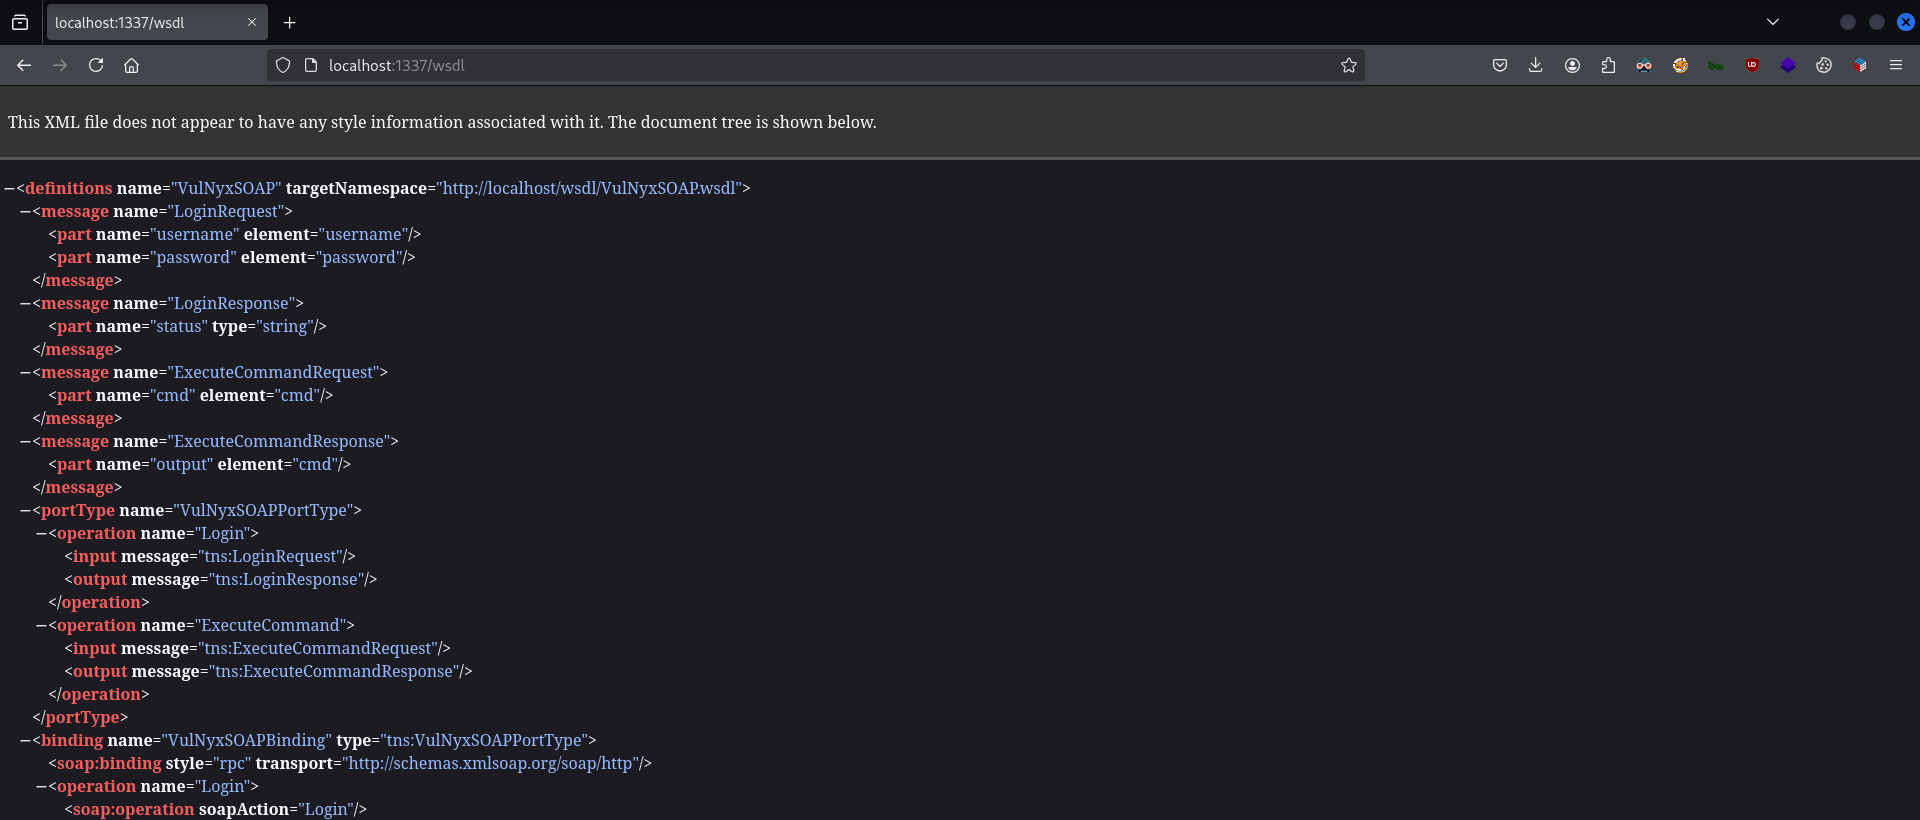 localhost:1337/wsdl
localhost:1337/wsdl
This XML file does not appear to have any style information associated with it. The document tree is shown below.
−<definitions name="VulNyxSOAP" targetNamespace="http://localhost/wsdl/VulNyxSOAP.wsdl">
−<message name="LoginRequest">
<part name="username" element="username"/>
<part name="password" element="password"/>
</message>
−<message name="LoginResponse">
<part name="status" type="string"/>
</message>
−<message name="ExecuteCommandRequest">
<part name="cmd" element="cmd"/>
</message>
−<message name="ExecuteCommandResponse">
<part name="output" element="cmd"/>
</message>
−<portType name="VulNyxSOAPPortType">
−<operation name="Login">
<input message="tns:LoginRequest"/>
<output message="tns:LoginResponse"/>
</operation>
−<operation name="ExecuteCommand">
<input message="tns:ExecuteCommandRequest"/>
<output message="tns:ExecuteCommandResponse"/>
</operation>
</portType>
−<binding name="VulNyxSOAPBinding" type="tns:VulNyxSOAPPortType">
<soap:binding style="rpc" transport="http://schemas.xmlsoap.org/soap/http"/>
−<operation name="Login">
<soap:operation soapAction="Login"/>